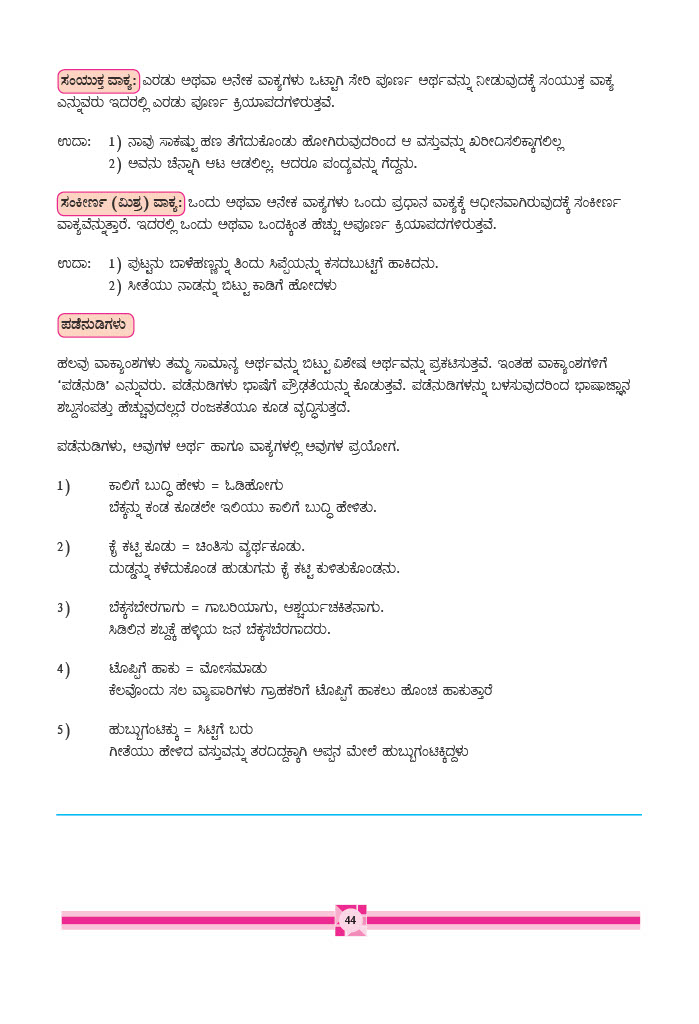 ಸಂಯುಕ್ತ ವಾಕ್ಯ: ಎರಡು ಅಥವಾ ಅನೇಕ ವಾಕ್ಯಗಳು ಒಟ್ಟಾಗಿ ಸೇರಿ ಪೂರ್ಣ ಅರ್ಥವನ್ನು ನೀಡುವುದಕ್ಕೆ ಸಂಯುಕ್ತ ವಾಕ್ಯ
ಎನ್ನುವರು ಇದರಲ್ಲಿ ಎರಡು ಪೂರ್ಣ ಕ್ರಿಯಾಪದಗಳಿರುತ್ತವೆ.
ಉದಾ: 1) ನಾವು ಸಾಕಷ್ಟು ಹಣ ತೆಗೆದುಕೊಂಡು ಹೋಗಿರುವುದರಿಂದ ಆ ವಸ್ತುವನ್ನು ಖರೀದಿಸಲಿಕ್ಕಾಗಲಿಲ್ಲ
2) ಅವನು ಚೆನ್ನಾಗಿ ಆಟ ಆಡಲಿಲ್ಲ. ಆದರೂ ಪಂದ್ಯವನ್ನು ಗೆದ್ದನು.
ಸಂಕೀರ್ಣ (ಮಿಶ್ರ) ವಾಕ್ಯ: ಒಂದು ಅಥವಾ ಅನೇಕ ವಾಕ್ಯಗಳು ಒಂದು ಪ್ರಧಾನ ವಾಕ್ಯಕ್ಕೆ ಆಧೀನವಾಗಿರುವುದಕ್ಕೆ ಸಂಕೀರ್ಣ
ವಾಕ್ಯವೆನ್ನುತ್ತಾರೆ. ಇದರಲ್ಲಿ ಒಂದು ಅಥವಾ ಒಂದಕ್ಕಿಂತ ಹೆಚ್ಚು ಅಪೂರ್ಣ ಕ್ರಿಯಾಪದಗಳಿರುತ್ತವೆ.
ಉದಾ: 1) ಪುಟ್ಟನು ಬಾಳೆಹಣ್ಣನ್ನು ತಿಂದು ಸಿಪ್ಪೆಯನ್ನು ಕಸದಬುಟ್ಟಿಗೆ ಹಾಕಿದನು.
2) ಸೀತೆಯು ನಾಡನ್ನು ಬಿಟ್ಟು ಕಾಡಿಗೆ ಹೋದಳು
ಪಡೆನುಡಿಗಳು
ಹಲವು ವಾಕ್ಯಾಂಶಗಳು ತಮ್ಮ ಸಾಮಾನ್ಯ ಅರ್ಥವನ್ನು ಬಿಟ್ಟು ವಿಶೇಷ ಅರ್ಥವನ್ನು ಪ್ರಕಟಿಸುತ್ತವೆ. ಇಂತಹ ವಾಕ್ಯಾಂಶಗಳಿಗೆ
'ಪಡೆನುಡಿ' ಎನ್ನುವರು. ಪಡೆನುಡಿಗಳು ಭಾಷೆಗೆ ಪ್ರೌಢತೆಯನ್ನು ಕೊಡುತ್ತವೆ. ಪಡೆನುಡಿಗಳನ್ನು ಬಳಸುವುದರಿಂದ ಭಾಷಾಜ್ಞಾನ
ಶಬ್ದಸಂಪತ್ತು ಹೆಚ್ಚುವುದಲ್ಲದೆ ರಂಜಕತೆಯೂ ಕೂಡ ವೃದ್ಧಿಸುತ್ತದೆ.
ಪಡೆನುಡಿಗಳು, ಅವುಗಳ ಅರ್ಥ ಹಾಗೂ ವಾಕ್ಯಗಳಲ್ಲಿ ಅವುಗಳ ಪ್ರಯೋಗ.
1) ಕಾಲಿಗೆ ಬುದ್ಧಿ ಹೇಳು = ಓಡಿಹೋಗು
ಬೆಕ್ಕನ್ನು ಕಂಡ ಕೂಡಲೇ ಇಲಿಯು ಕಾಲಿಗೆ ಬುದ್ಧಿ ಹೇಳಿತು.
2) ಕೈ ಕಟ್ಟಿ ಕೂಡು = ಚಿಂತಿಸು ವ್ಯರ್ಥಕೂಡು.
ದುಡ್ಡನ್ನು ಕಳೆದುಕೊಂಡ ಹುಡುಗನು ಕೈ ಕಟ್ಟಿ ಕುಳಿತುಕೊಂಡನು.
3) ಬೆಕ್ಕಸಬೇರಗಾಗು = ಗಾಬರಿಯಾಗು, ಆಶ್ಚರ್ಯಚಕಿತನಾಗು.
ಸಿಡಿಲಿನ ಶಬ್ದಕ್ಕೆ ಹಳ್ಳಿಯ ಜನ ಬೆಕ್ಕಸಬೆರಗಾದರು.
4) ಟೊಪ್ಪಿಗೆ ಹಾಕು = ಮೋಸಮಾಡು
ಕೆಲವೊಂದು ಸಲ ವ್ಯಾಪಾರಿಗಳು ಗ್ರಾಹಕರಿಗೆ ಟೊಪ್ಪಿಗೆ ಹಾಕಲು ಹೊಂಚ ಹಾಕುತ್ತಾರೆ
5) ಹುಬ್ಬುಗಂಟಿಕ್ಕು = ಸಿಟ್ಟಿಗೆ ಬರು
ಗೀತೆಯು ಹೇಳಿದ ವಸ್ತುವನ್ನು ತರದಿದ್ದಕ್ಕಾಗಿ ಅಪ್ಪನ ಮೇಲೆ ಹುಬ್ಬುಗಂಟಿಕ್ಕಿದ್ದಳು
44